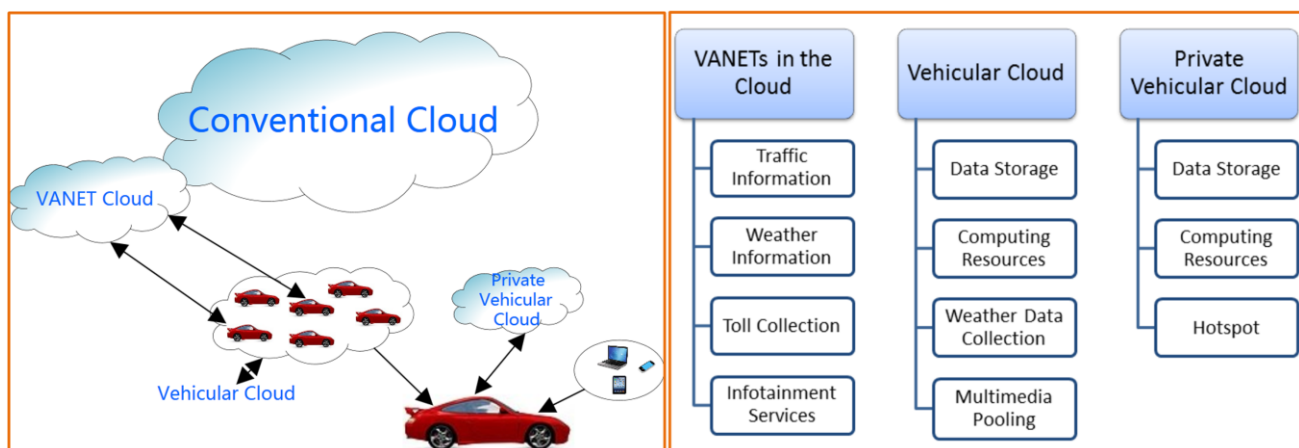 Conventional Cloud
VANET Cloud
Private
Vehicular
Cloud
Vehicular Cloud
VANETs in the
Cloud
Traffic
Information
Weather
Information
Toll Collection
Infotainment
Services
Vehicular Cloud
Data Storage
Computing
Resources
Weather Data
Collection
Multimedia
Pooling
Private
Vehicular Cloud
Data Storage
Computing
Resources
Hotspot